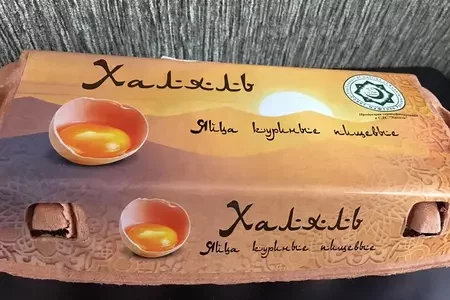 Халяль
Яйца куриные пищевые
Халяль
Яйца куриные пищевые